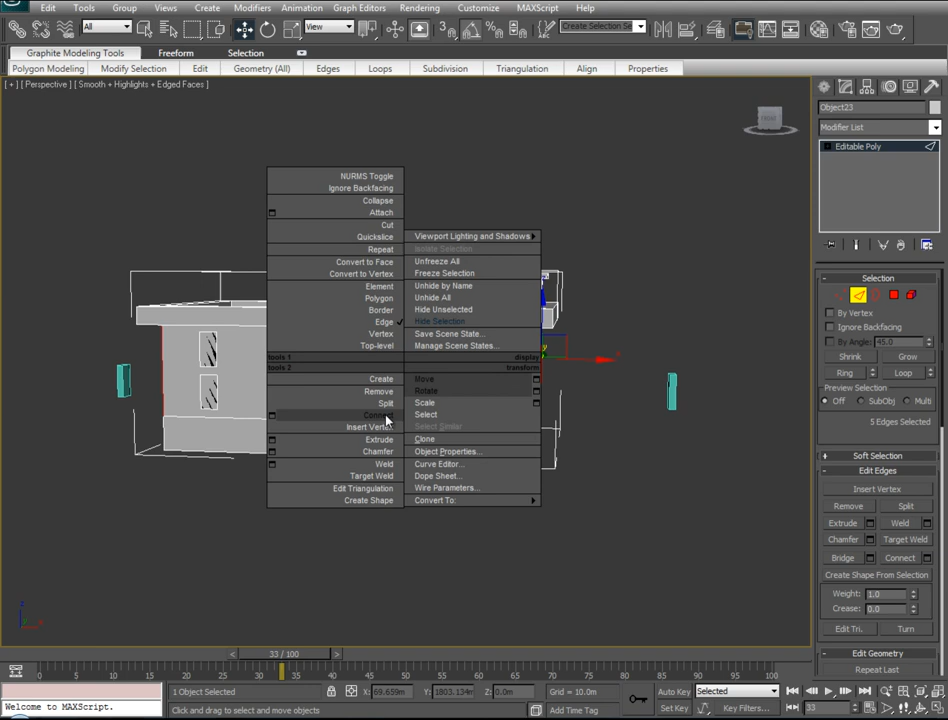 Edit Tools Group Views Create Modifiers Animation Graph Editors Rendering Customize MAXScript Help
All View Create Selection Se
Graphite Modeling Tools Freeform Selection
Polygon Modeling Modify Selection Edit Geometry (All) Edges Loops Subdivision Triangulation Align Properties
[ + ] [ Perspective ] [ Smooth + Highlights + Edged Faces ]
NURMS Toggle
Ignore Backfacing
Collapse
Attach
Cut
Quickslice
Repeat
Convert to Face
Convert to Vertex
Element
Polygon
Border
Edge
Vertex
Top-level
tools 1
tools 2
Create
Remove
Split
Connect
Insert Vertex
Extrude
Chamfer
Weld
Target Weld
Edit Triangulation
Create Shape
Viewport Lighting and Shadows
Isolate Selection
Unfreeze All
Freeze Selection
Unhide by Name
Unhide All
Hide Unselected
Hide Selection
Save Scene State...
Manage Scene States...
display
transform
Move
Rotate
Scale
Select
Select Similar
Clone
Object Properties...
Curve Editor...
Dope Sheet...
Wire Parameters...
Convert To:
x
y
Object23
Modifier List
Editable Poly
Selection
By Vertex
Ignore Backfacing
By Angle: 45.0
Shrink Grow
Ring Loop
Preview Selection
Off SubObj Multi
5 Edges Selected
Soft Selection
Edit Edges
Insert Vertex
Remove Split
Extrude Weld
Chamfer Target Weld
Bridge Connect
Create Shape From Selection
Weight: 1.0
Crease: 0.0
Edit Tri. Turn
Edit Geometry
Repeat Last
33 / 100
5 10 15 20 25 30 35 40 45 50 55 60 65 70 75 80 85 90 95 100
1 Object Selected X: 69.659m Y: 1803.134m Z: 0.0m Grid = 10.0m Auto Key Selected
Welcome to MAXScript. Click and drag to select and move objects Add Time Tag Set Key Key Filters... 33